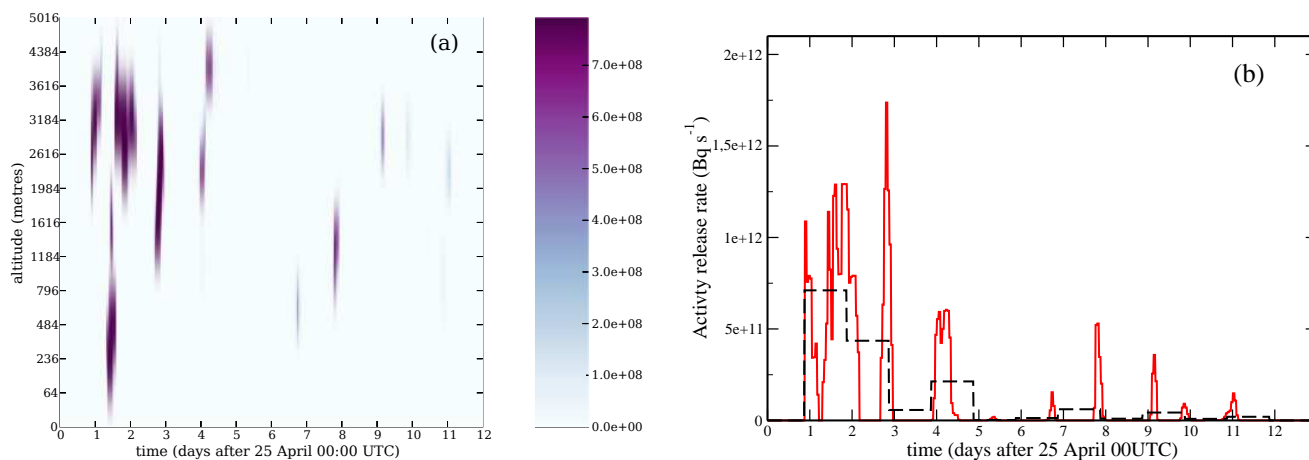 5016
4384
3616
3184
2616
1984
1616
1184
796
484
236
64
0
altitude (metres)
(a)
0 1 2 3 4 5 6 7 8 9 10 11 12
time (days after 25 April 00:00 UTC)
7.0e+08
6.0e+08
5.0e+08
4.0e+08
3.0e+08
2.0e+08
1.0e+08
0.0e+00
2e+12
1,5e+12
1e+12
5e+11
0
Activty release rate (Bq s⁻¹)
(b)
0 1 2 3 4 5 6 7 8 9 10 11 12
time (days after 25 April 00UTC)